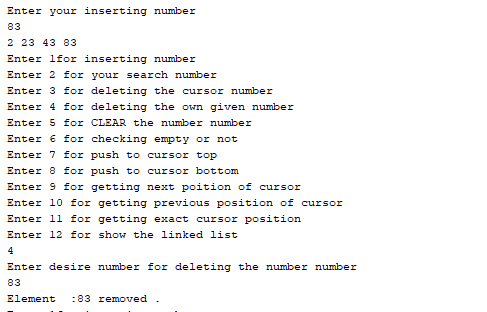 Enter your inserting number
83
2 23 43 83
Enter 1for inserting number
Enter 2 for your search number
Enter 3 for deleting the cursor number
Enter 4 for deleting the own given number
Enter 5 for CLEAR the number number
Enter 6 for checking empty or not
Enter 7 for push to cursor top
Enter 8 for push to cursor bottom
Enter 9 for getting next poition of cursor
Enter 10 for getting previous position of cursor
Enter 11 for getting exact cursor position
Enter 12 for show the linked list
4
Enter desire number for deleting the number number
83
Element  :83 removed .